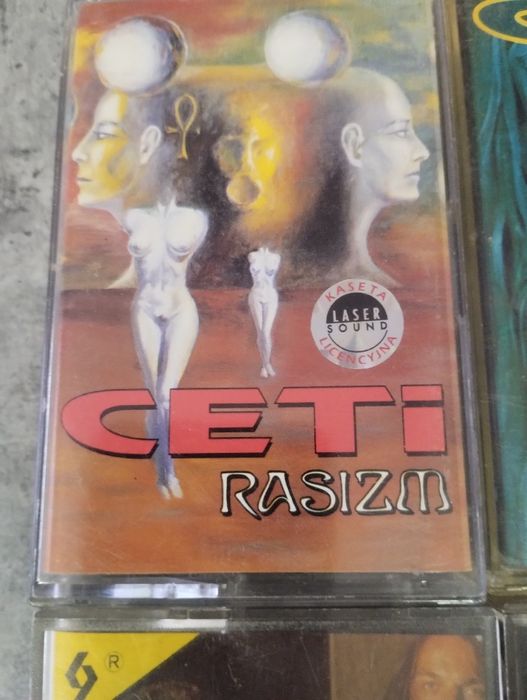 KASETA
LASER
SOUND
LICENCYJNA
CETI
RASIZM
®